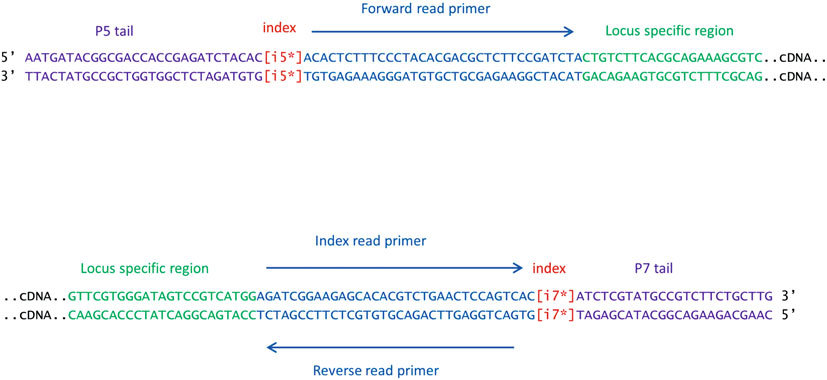 Forward read primer
P5 tail index Locus specific region
5’ AATGATACGGCGACCACCGAGATCTACAC[i5*]ACACTCTTTCCCTACACGACGCTCTTCCGATCTACTGTCTTCACGCAGAAAGCGTC..cDNA..
3’ TTACTATGCCGCTGGTGGCTCTAGATGTG[i5*]TGTGAGAAAGGGATGTGCTGCGAGAAGGCTACATGACAGAAGTGCGTCTTTCGCAG..cDNA..
Index read primer
Locus specific region index P7 tail
..cDNA..GTTCGTGGGATAGTCCGTCATGGAGATCGGAAGAGCACACGTCTGAACTCCAGTCAC[i7*]ATCTCGTATGCCGTCTTCTGCTTG 3’
..cDNA..CAAGCACCCTATCAGGCAGTACCTCTAGCCTTCTCGTGTGCAGACTTGAGGTCAGTG[i7*]TAGAGCATACGGCAGAAGACGAAC 5’
Reverse read primer